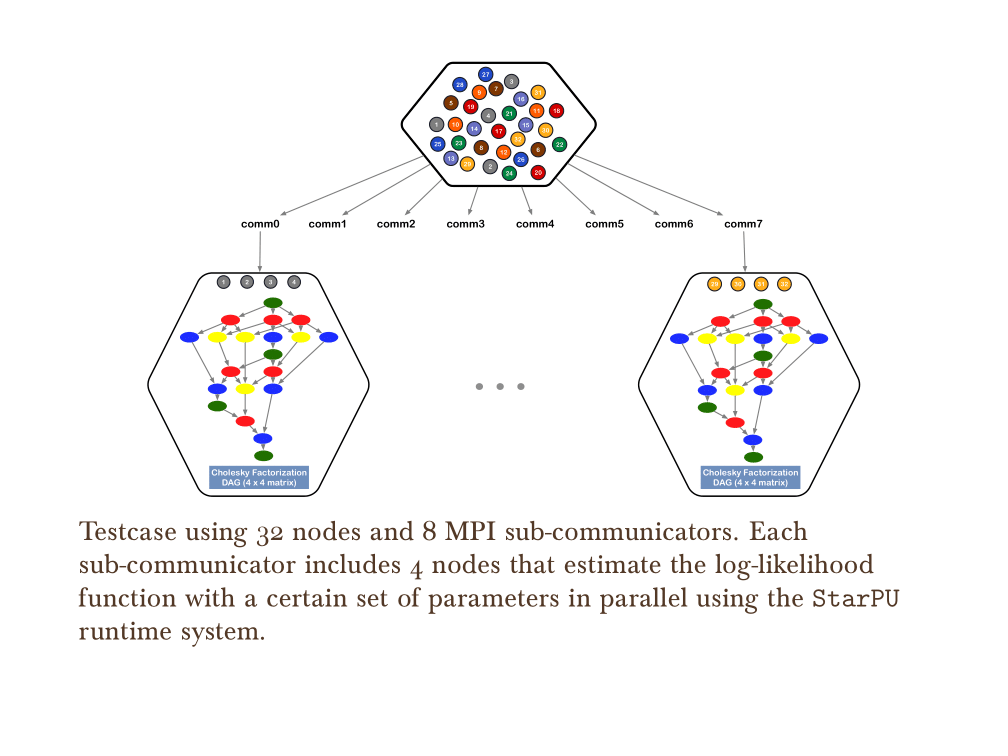 27
28
3
7
9
31
16
5
19
11
18
21
4
1
10
14
15
17
30
32
25
23
22
8
6
12
13
26
29
2
24
20
comm0 comm1 comm2 comm3 comm4 comm5 comm6 comm7
1 2 3 4
29 30 31 32
Cholesky Factorization
DAG (4 x 4 matrix)
Cholesky Factorization
DAG (4 x 4 matrix)
Testcase using 32 nodes and 8 MPI sub-communicators. Each
sub-communicator includes 4 nodes that estimate the log-likelihood
function with a certain set of parameters in parallel using the StarPU
runtime system.